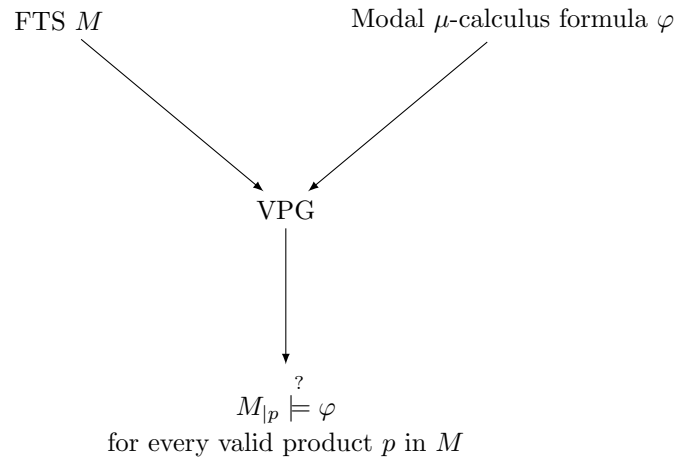 FTS M
Modal μ-calculus formula φ
VPG
M|p ?⊨ φ
for every valid product p in M